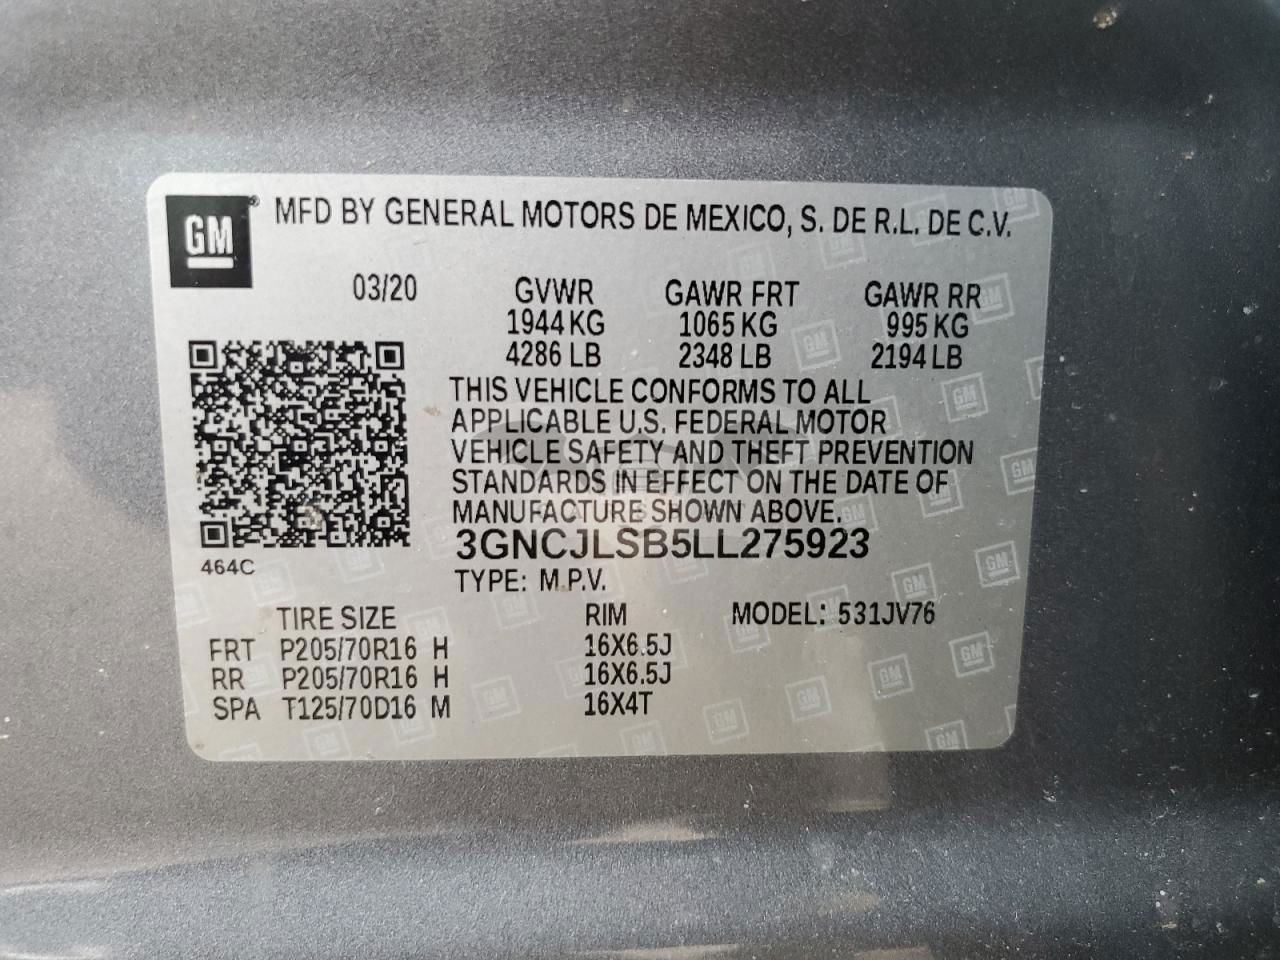 GM® MFD BY GENERAL MOTORS DE MEXICO, S. DE R.L. DE C.V.
03/20 GVWR GAWR FRT GAWR RR
1944 KG 1065 KG 995 KG
4286 LB 2348 LB 2194 LB
THIS VEHICLE CONFORMS TO ALL
APPLICABLE U.S. FEDERAL MOTOR
VEHICLE SAFETY AND THEFT PREVENTION
STANDARDS IN EFFECT ON THE DATE OF
MANUFACTURE SHOWN ABOVE.
3GNCJLSB5LL275923
464C
TYPE: M.P.V.
TIRE SIZE RIM MODEL: 531JV76
FRT P205/70R16 H 16X6.5J
RR P205/70R16 H 16X6.5J
SPA T125/70D16 M 16X4T